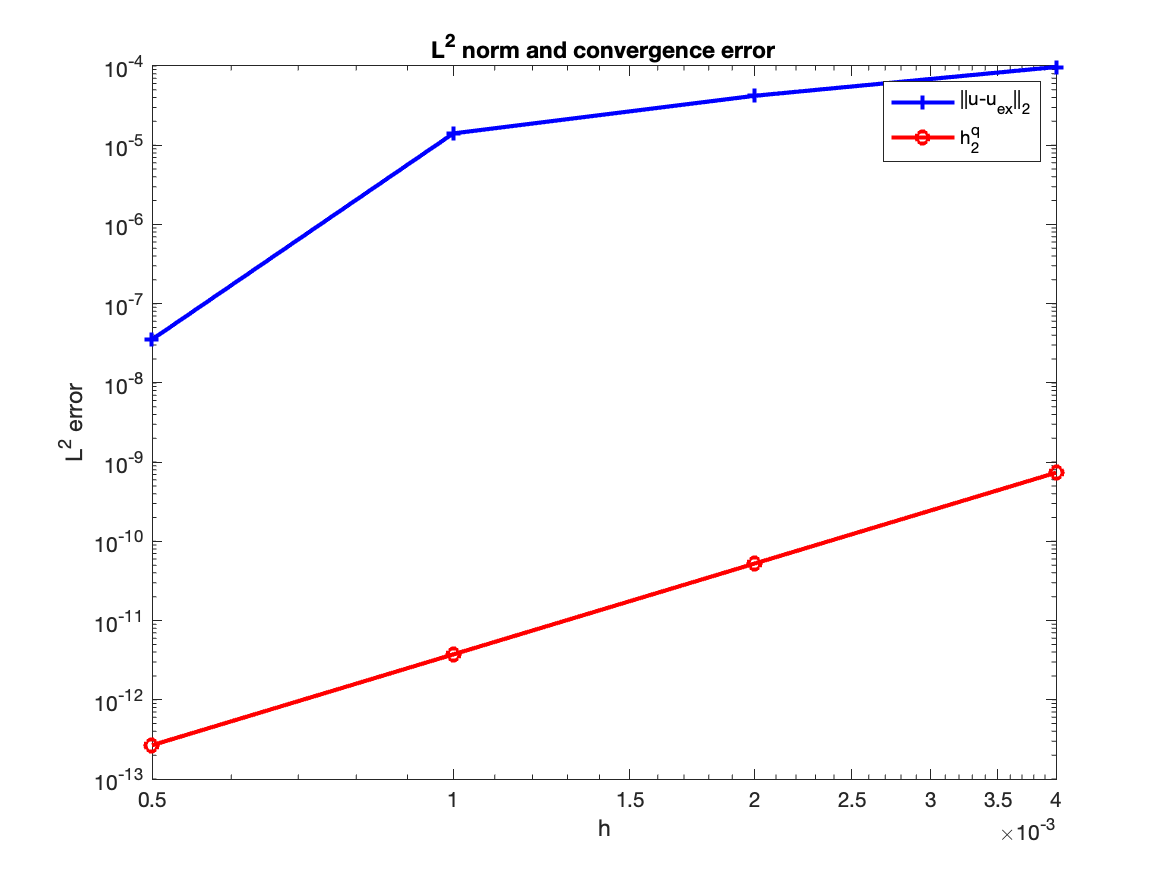 L² norm and convergence error
10⁻⁴
10⁻⁵
10⁻⁶
10⁻⁷
10⁻⁸
10⁻⁹
10⁻¹⁰
10⁻¹¹
10⁻¹²
10⁻¹³
L² error
||u-u_ex||₂
h₂^q
0.5 1 1.5 2 2.5 3 3.5 4
×10⁻³
h